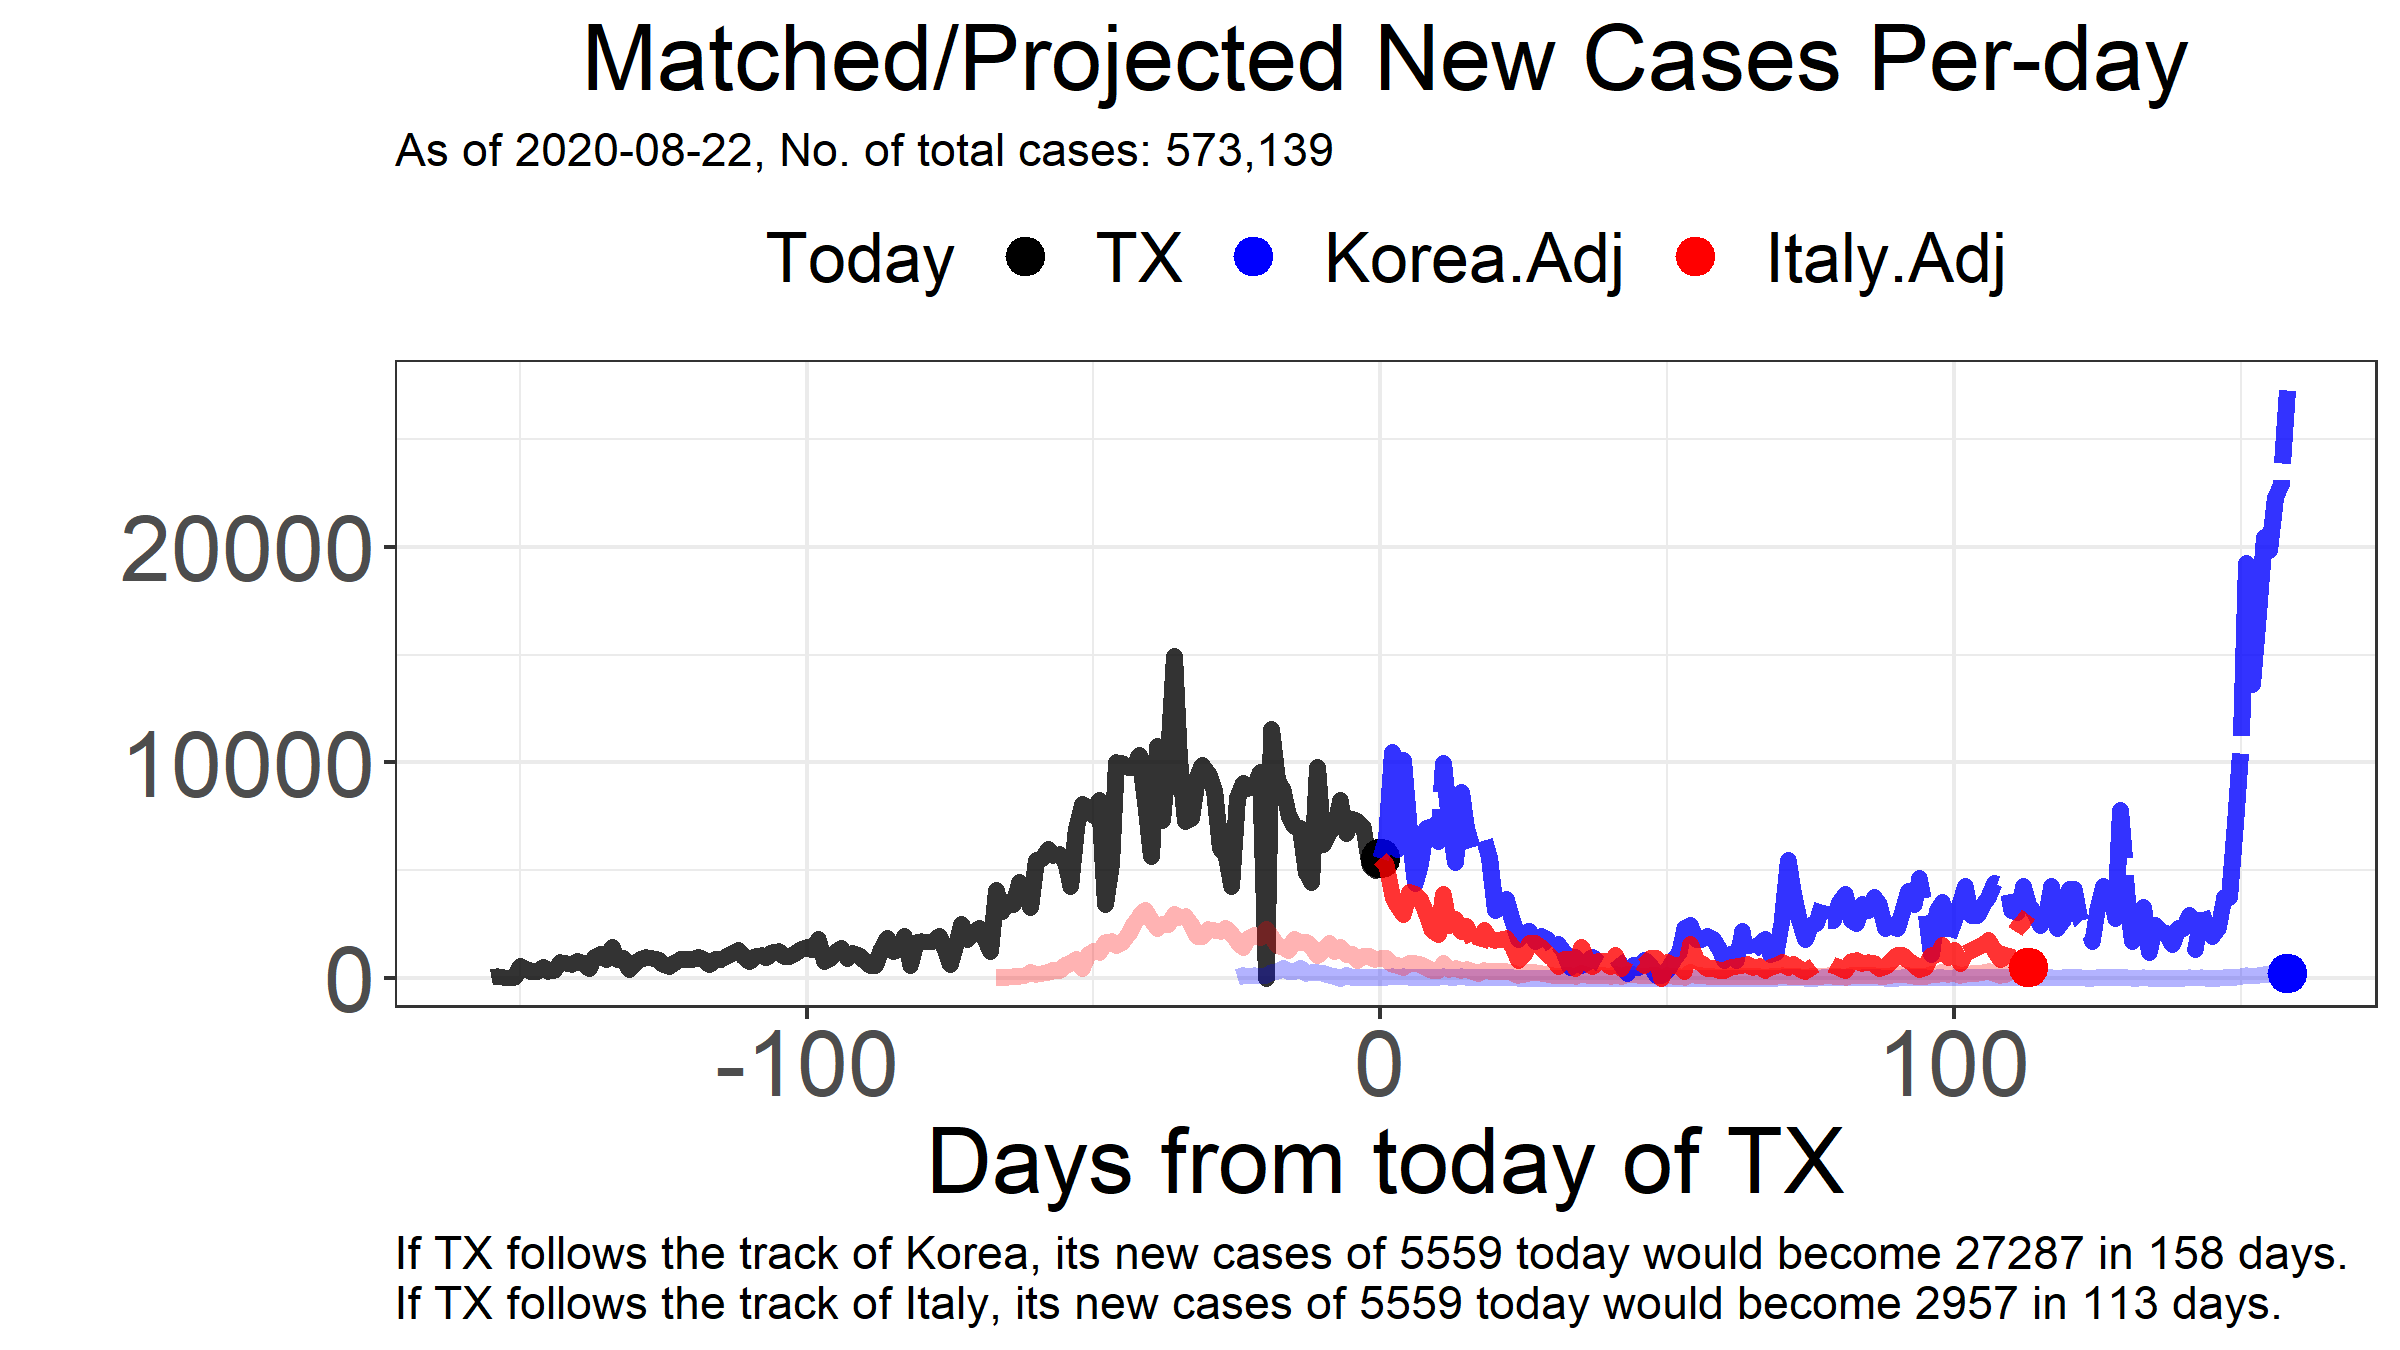 Matched/Projected New Cases Per-day
As of 2020-08-22, No. of total cases: 573,139
Today TX Korea.Adj Italy.Adj
20000
10000
0
-100 0 100
Days from today of TX
If TX follows the track of Korea, its new cases of 5559 today would become 27287 in 158 days.
If TX follows the track of Italy, its new cases of 5559 today would become 2957 in 113 days.